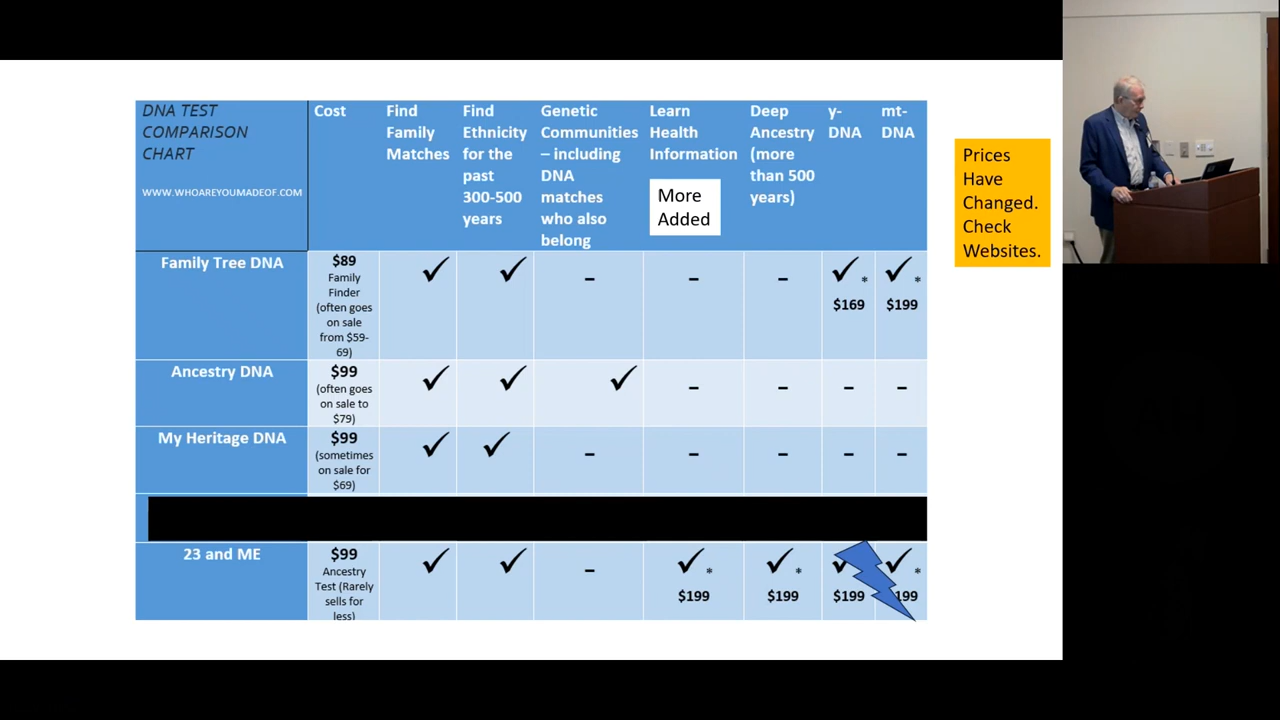 DNA TEST
COMPARISON
CHART
WWW.WHOAREYOUMADEOF.COM
Cost
Find
Family
Matches
Find
Ethnicity
for the
past
300-500
years
Genetic
Communities
– including
DNA
matches
who also
belong
Learn
Health
Information
More
Added
Deep
Ancestry
(more
than 500
years)
y-
DNA
mt-
DNA
Prices
Have
Changed.
Check
Websites.
Family Tree DNA
$89
Family
Finder
(often goes
on sale
from $59-
69)
✓
✓
–
–
–
✓*
$169
✓*
$199
Ancestry DNA
$99
(often goes
on sale to
$79)
✓
✓
✓
–
–
–
–
My Heritage DNA
$99
(sometimes
on sale for
$69)
✓
✓
–
–
–
–
–
23 and ME
$99
Ancestry
Test (Rarely
sells for
less)
✓
✓
–
✓*
$199
✓*
$199
✓
$199
✓*
199